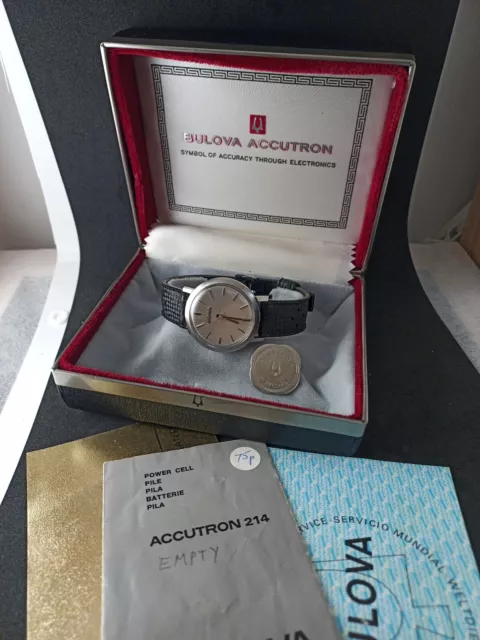 BULOVA ACCUTRON
SYMBOL OF ACCURACY THROUGH ELECTRONICS
POWER CELL
PILE
PILA
BATTERIE
PILA
75p
ACCUTRON 214
EMPTY
SERVICE-SERVICIO MUNDIAL
BULOVA